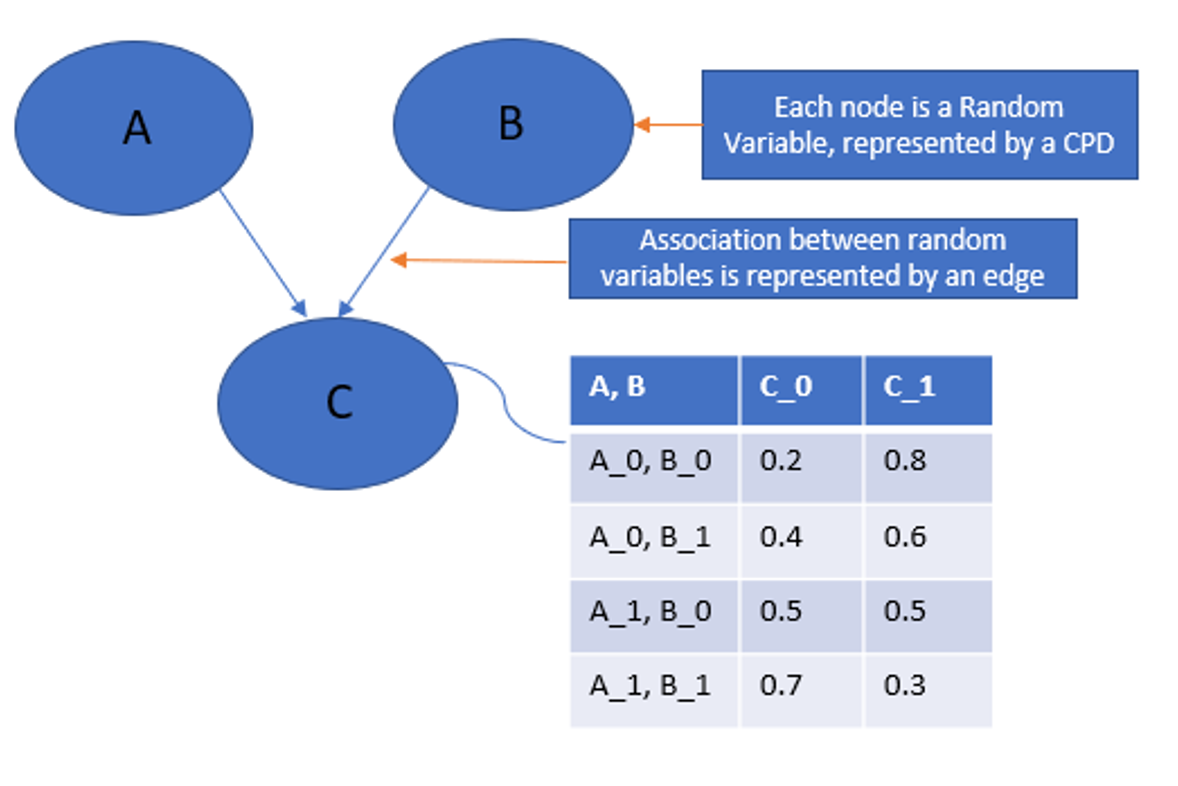 A
B
Each node is a Random
Variable, represented by a CPD
Association between random
variables is represented by an edge
C
A, B C_0 C_1
A_0, B_0 0.2 0.8
A_0, B_1 0.4 0.6
A_1, B_0 0.5 0.5
A_1, B_1 0.7 0.3